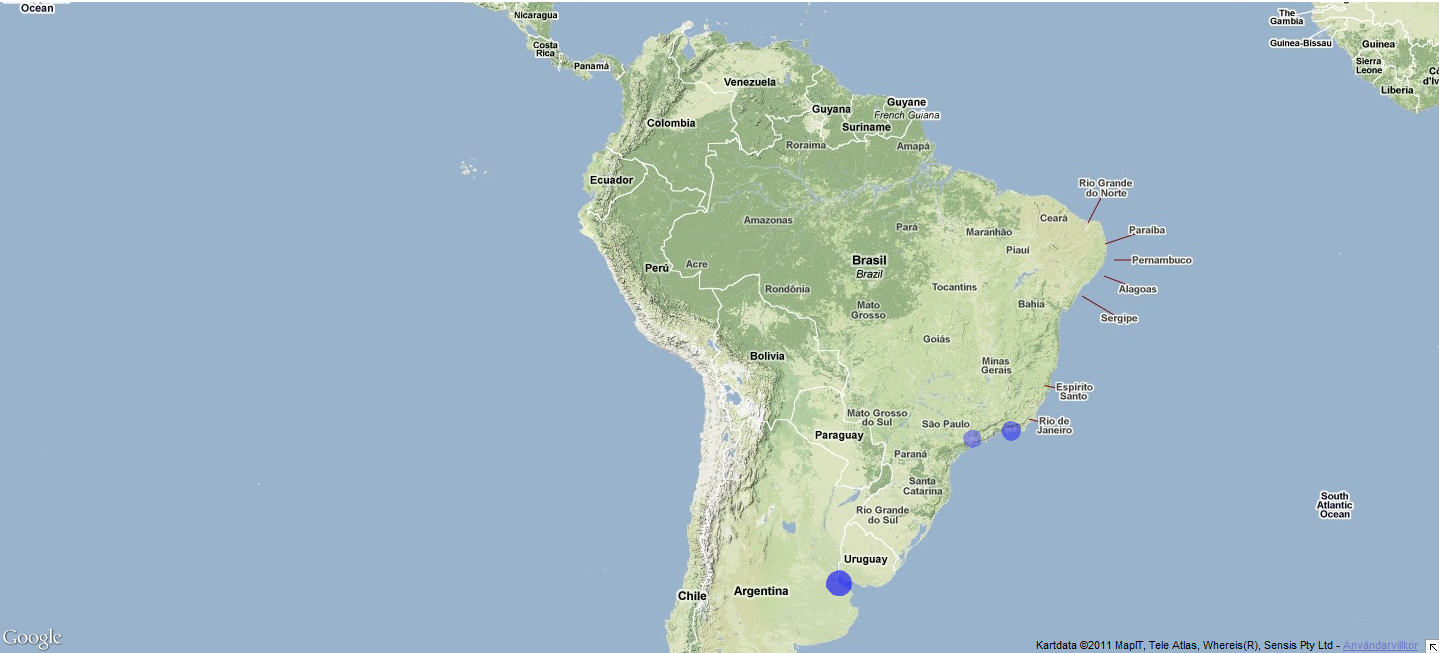 Ocean
Nicaragua
Costa
Rica
Panamá
Venezuela
Colombia
Guyana
Guyane
French Guiana
Suriname
Roraima
Amapá
Ecuador
Amazonas
Pará
Maranhão
Ceará
Piauí
Rio Grande
do Norte
Paraíba
Pernambuco
Alagoas
Sergipe
Perú
Acre
Brasil
Brazil
Rondônia
Tocantins
Bahia
Mato
Grosso
Goiás
Minas
Gerais
Bolivia
Espírito
Santo
Mato Grosso
do Sul
São Paulo
Rio de
Janeiro
Paraguay
Paraná
Santa
Catarina
Rio Grande
do Sul
Uruguay
Argentina
Chile
The
Gambia
Guinea-Bissau
Guinea
Sierra
Leone
Liberia
Cô
d'Iv
South
Atlantic
Ocean
Google
Kartdata ©2011 MapIT, Tele Atlas, Whereis(R), Sensis Pty Ltd - Användarvillkor